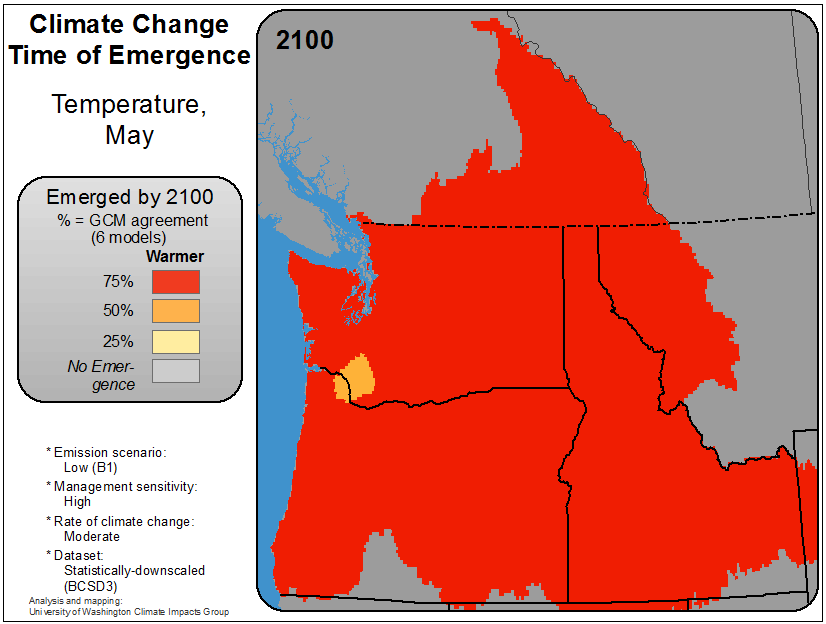 Climate Change
Time of Emergence
Temperature,
May
2100
Emerged by 2100
% = GCM agreement
(6 models)
Warmer
75%
50%
25%
No Emer-
gence
* Emission scenario:
Low (B1)
* Management sensitivity:
High
* Rate of climate change:
Moderate
* Dataset:
Statistically-downscaled
(BCSD3)
Analysis and mapping:
University of Washington Climate Impacts Group